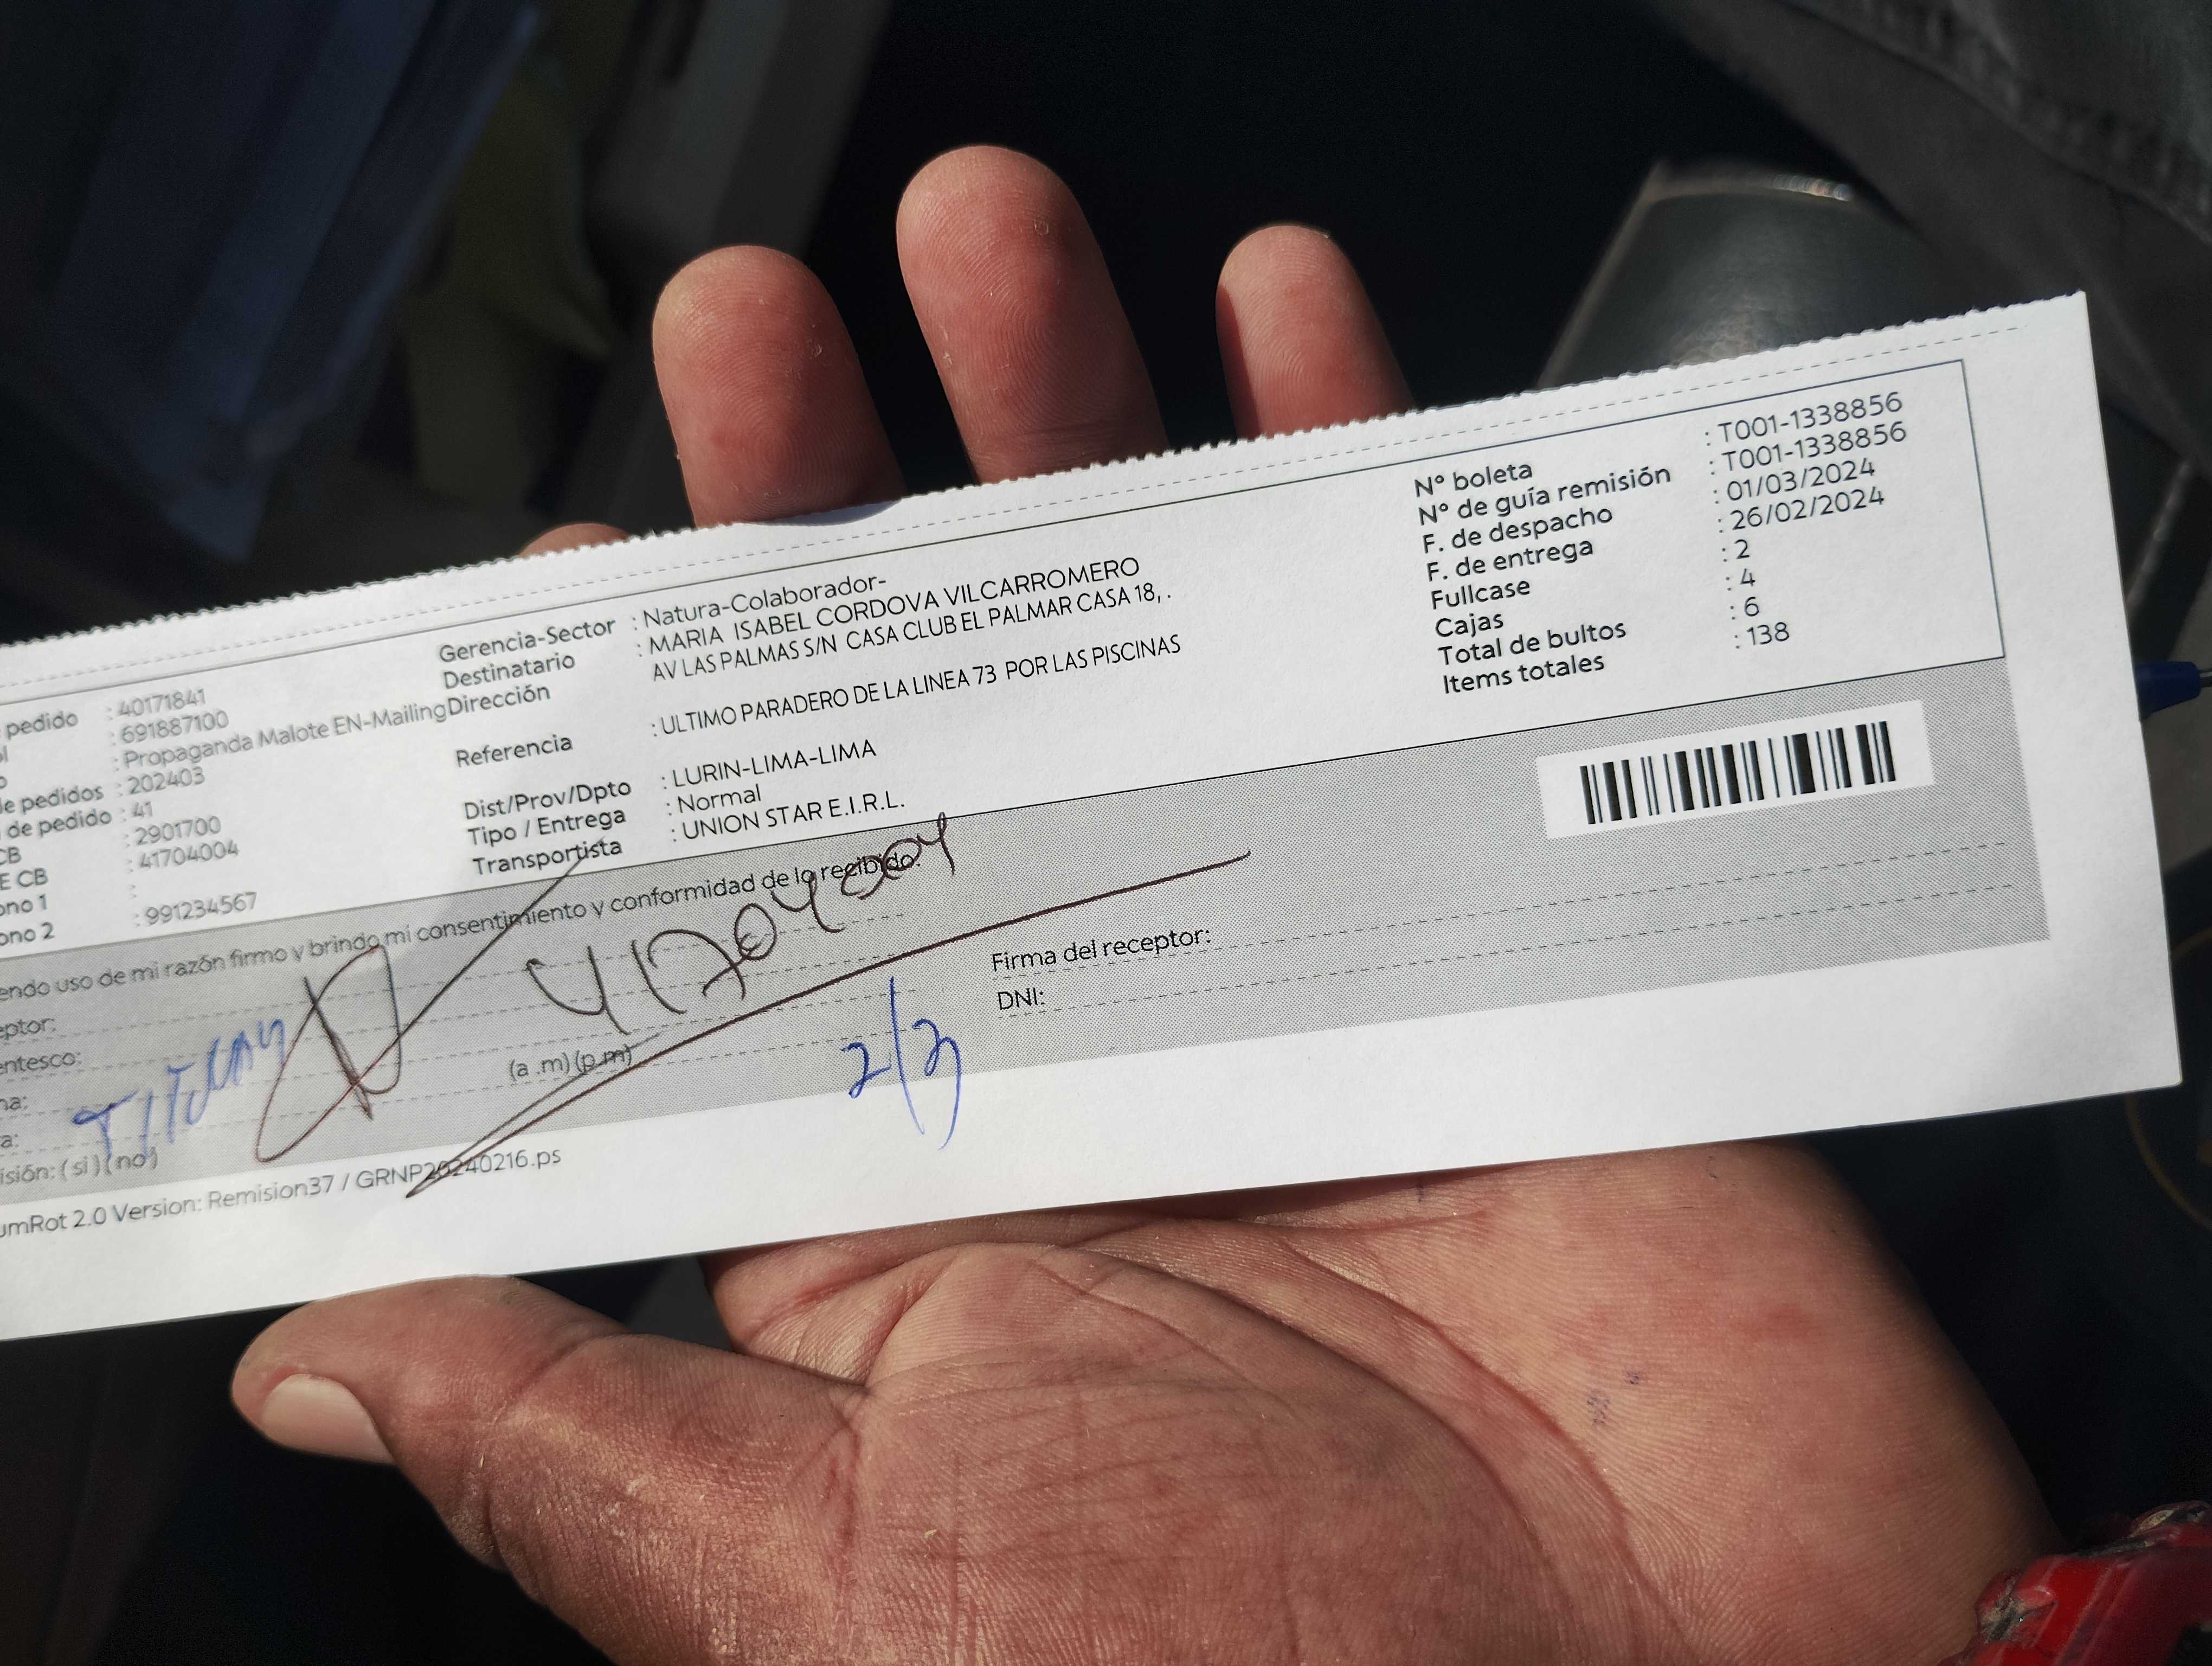 pedido : 40171841
: 691887100
: Propaganda Malote EN-Mailing
de pedidos : 202403
de pedido : 41
CB : 2901700
E CB : 41704004
ono 1 :
ono 2 : 991234567
Gerencia-Sector : Natura-Colaborador-
Destinatario : MARIA ISABEL CORDOVA VILCARROMERO
Dirección AV LAS PALMAS S/N CASA CLUB EL PALMAR CASA 18, .
Referencia : ULTIMO PARADERO DE LA LINEA 73 POR LAS PISCINAS
Dist/Prov/Dpto : LURIN-LIMA-LIMA
Tipo / Entrega : Normal
Transportista : UNION STAR E.I.R.L.
N° boleta : T001-1338856
N° de guía remisión : T001-1338856
F. de despacho : 01/03/2024
F. de entrega : 26/02/2024
Fullcase : 2
Cajas : 4
Total de bultos : 6
Items totales : 138
endo uso de mi razón firmo y brindo mi consentimiento y conformidad de lo recibido.
eptor:
entesco:
na:
a:
41704004
(a .m) (p.m)
2/3
Firma del receptor:
DNI:
isión: ( si ) ( no )
umRot 2.0 Version: Remision37 / GRNP20240216.ps